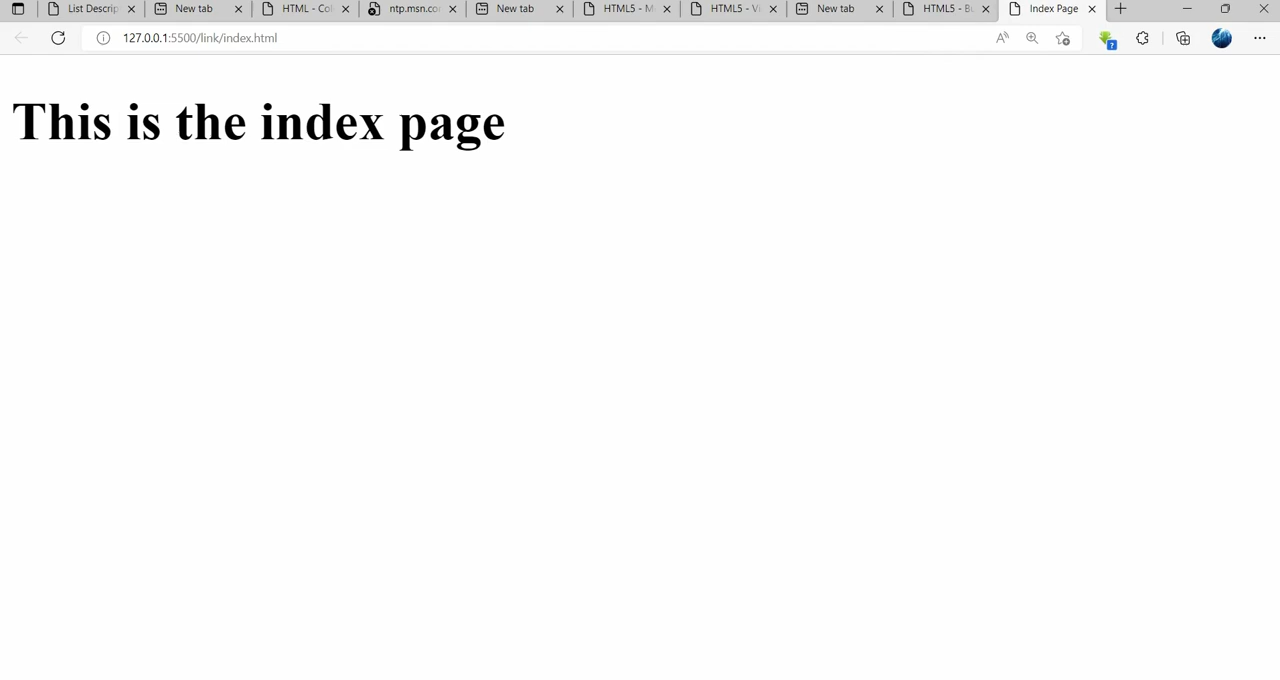 List Descrip New tab HTML - Co ntp.msn.co New tab HTML5 - M HTML5 - V New tab HTML5 - B Index Page
127.0.0.1:5500/link/index.html
This is the index page